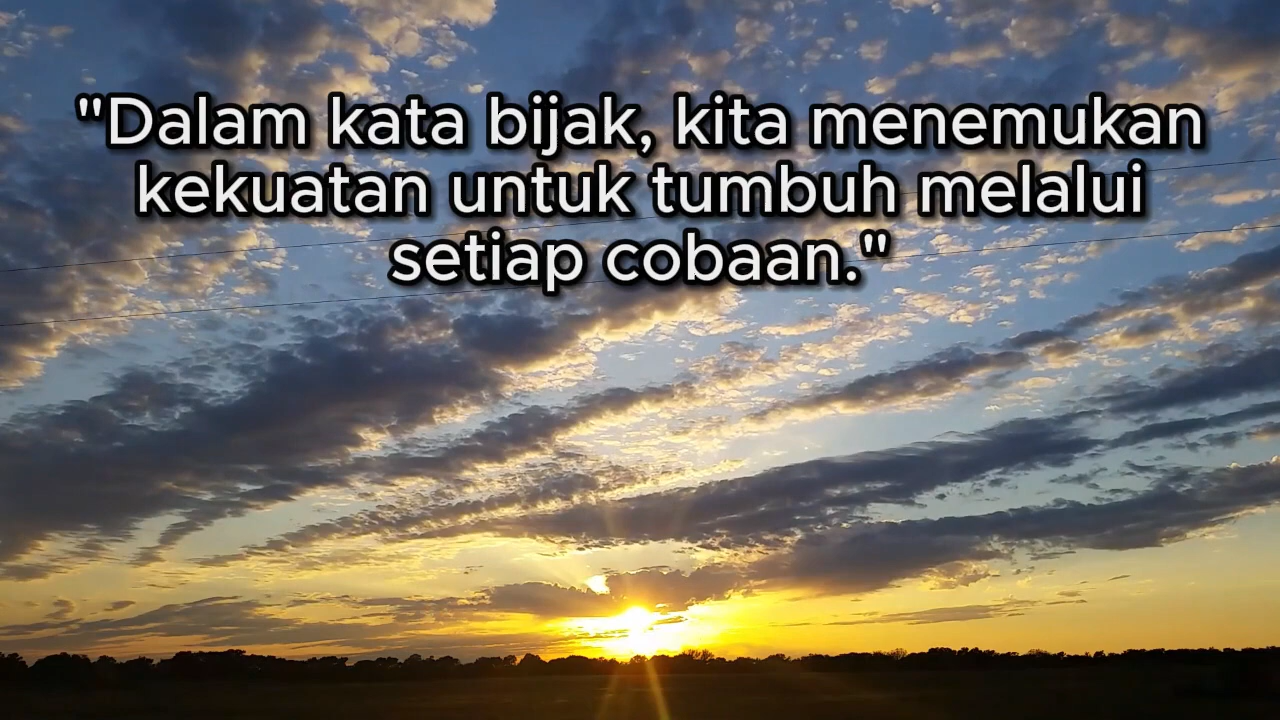 "Dalam kata bijak, kita menemukan
kekuatan untuk tumbuh melalui
setiap cobaan."